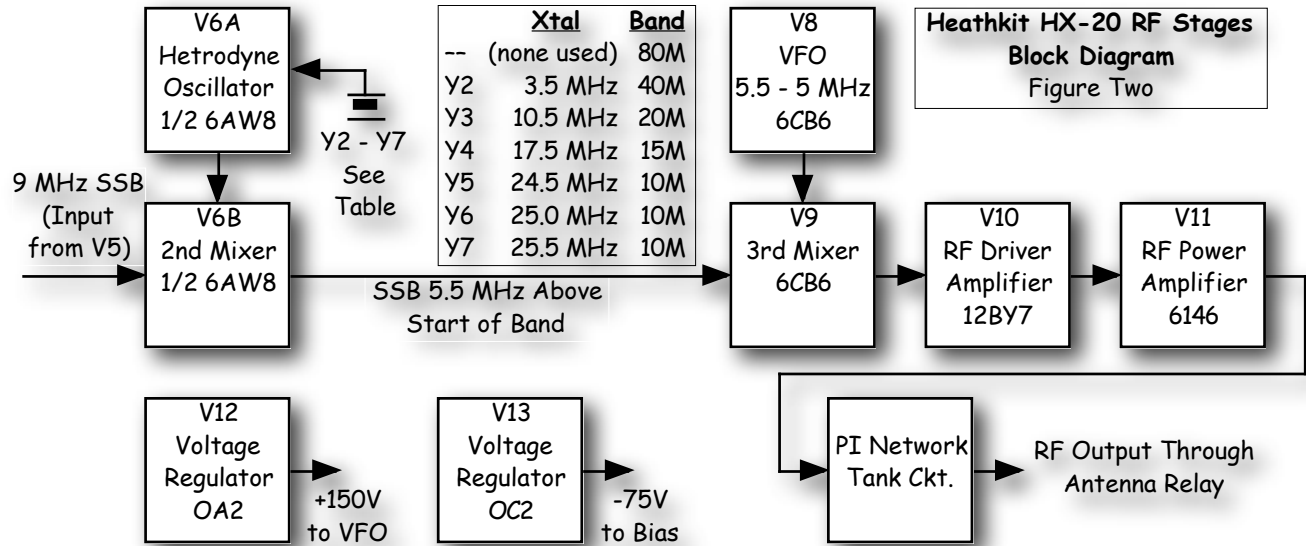 V6A
Hetrodyne
Oscillator
1/2 6AW8
Y2 - Y7
See
Table
Xtal Band
-- (none used) 80M
Y2 3.5 MHz 40M
Y3 10.5 MHz 20M
Y4 17.5 MHz 15M
Y5 24.5 MHz 10M
Y6 25.0 MHz 10M
Y7 25.5 MHz 10M
V8
VFO
5.5 - 5 MHz
6CB6
Heathkit HX-20 RF Stages
Block Diagram
Figure Two
9 MHz SSB
(Input
from V5)
V6B
2nd Mixer
1/2 6AW8
SSB 5.5 MHz Above
Start of Band
V9
3rd Mixer
6CB6
V10
RF Driver
Amplifier
12BY7
V11
RF Power
Amplifier
6146
V12
Voltage
Regulator
OA2
+150V
to VFO
V13
Voltage
Regulator
OC2
-75V
to Bias
PI Network
Tank Ckt.
RF Output Through
Antenna Relay